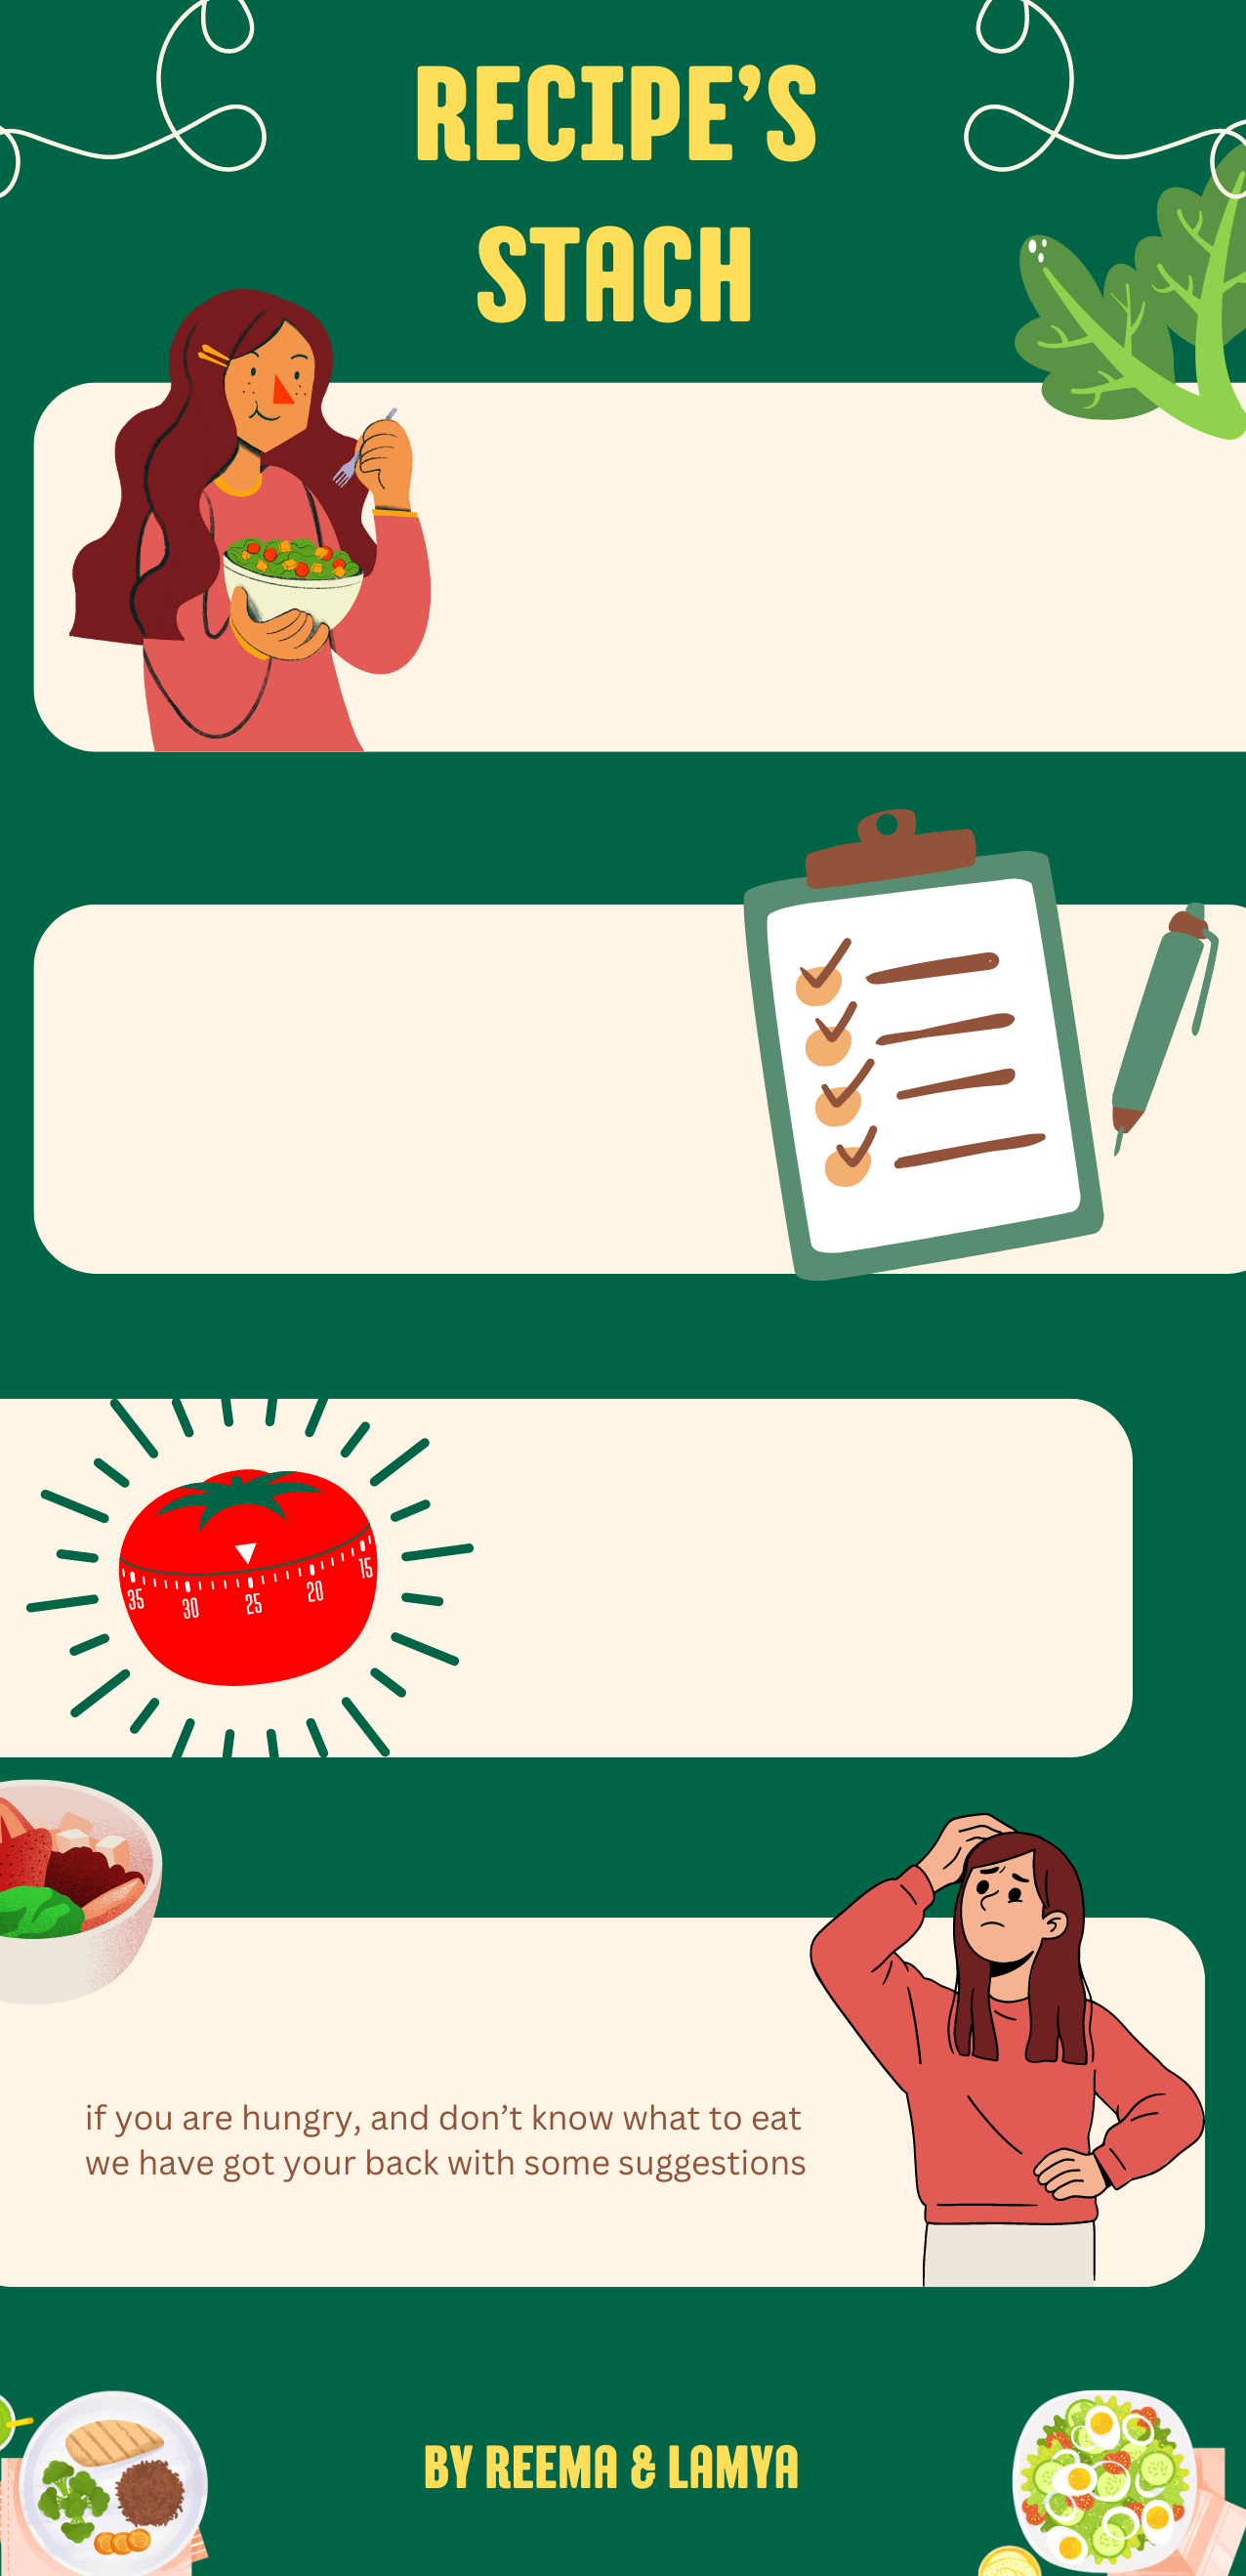 RECIPE’S
STACH
35 30 25 20 15
if you are hungry, and don’t know what to eat
we have got your back with some suggestions
BY REEMA & LAMYA